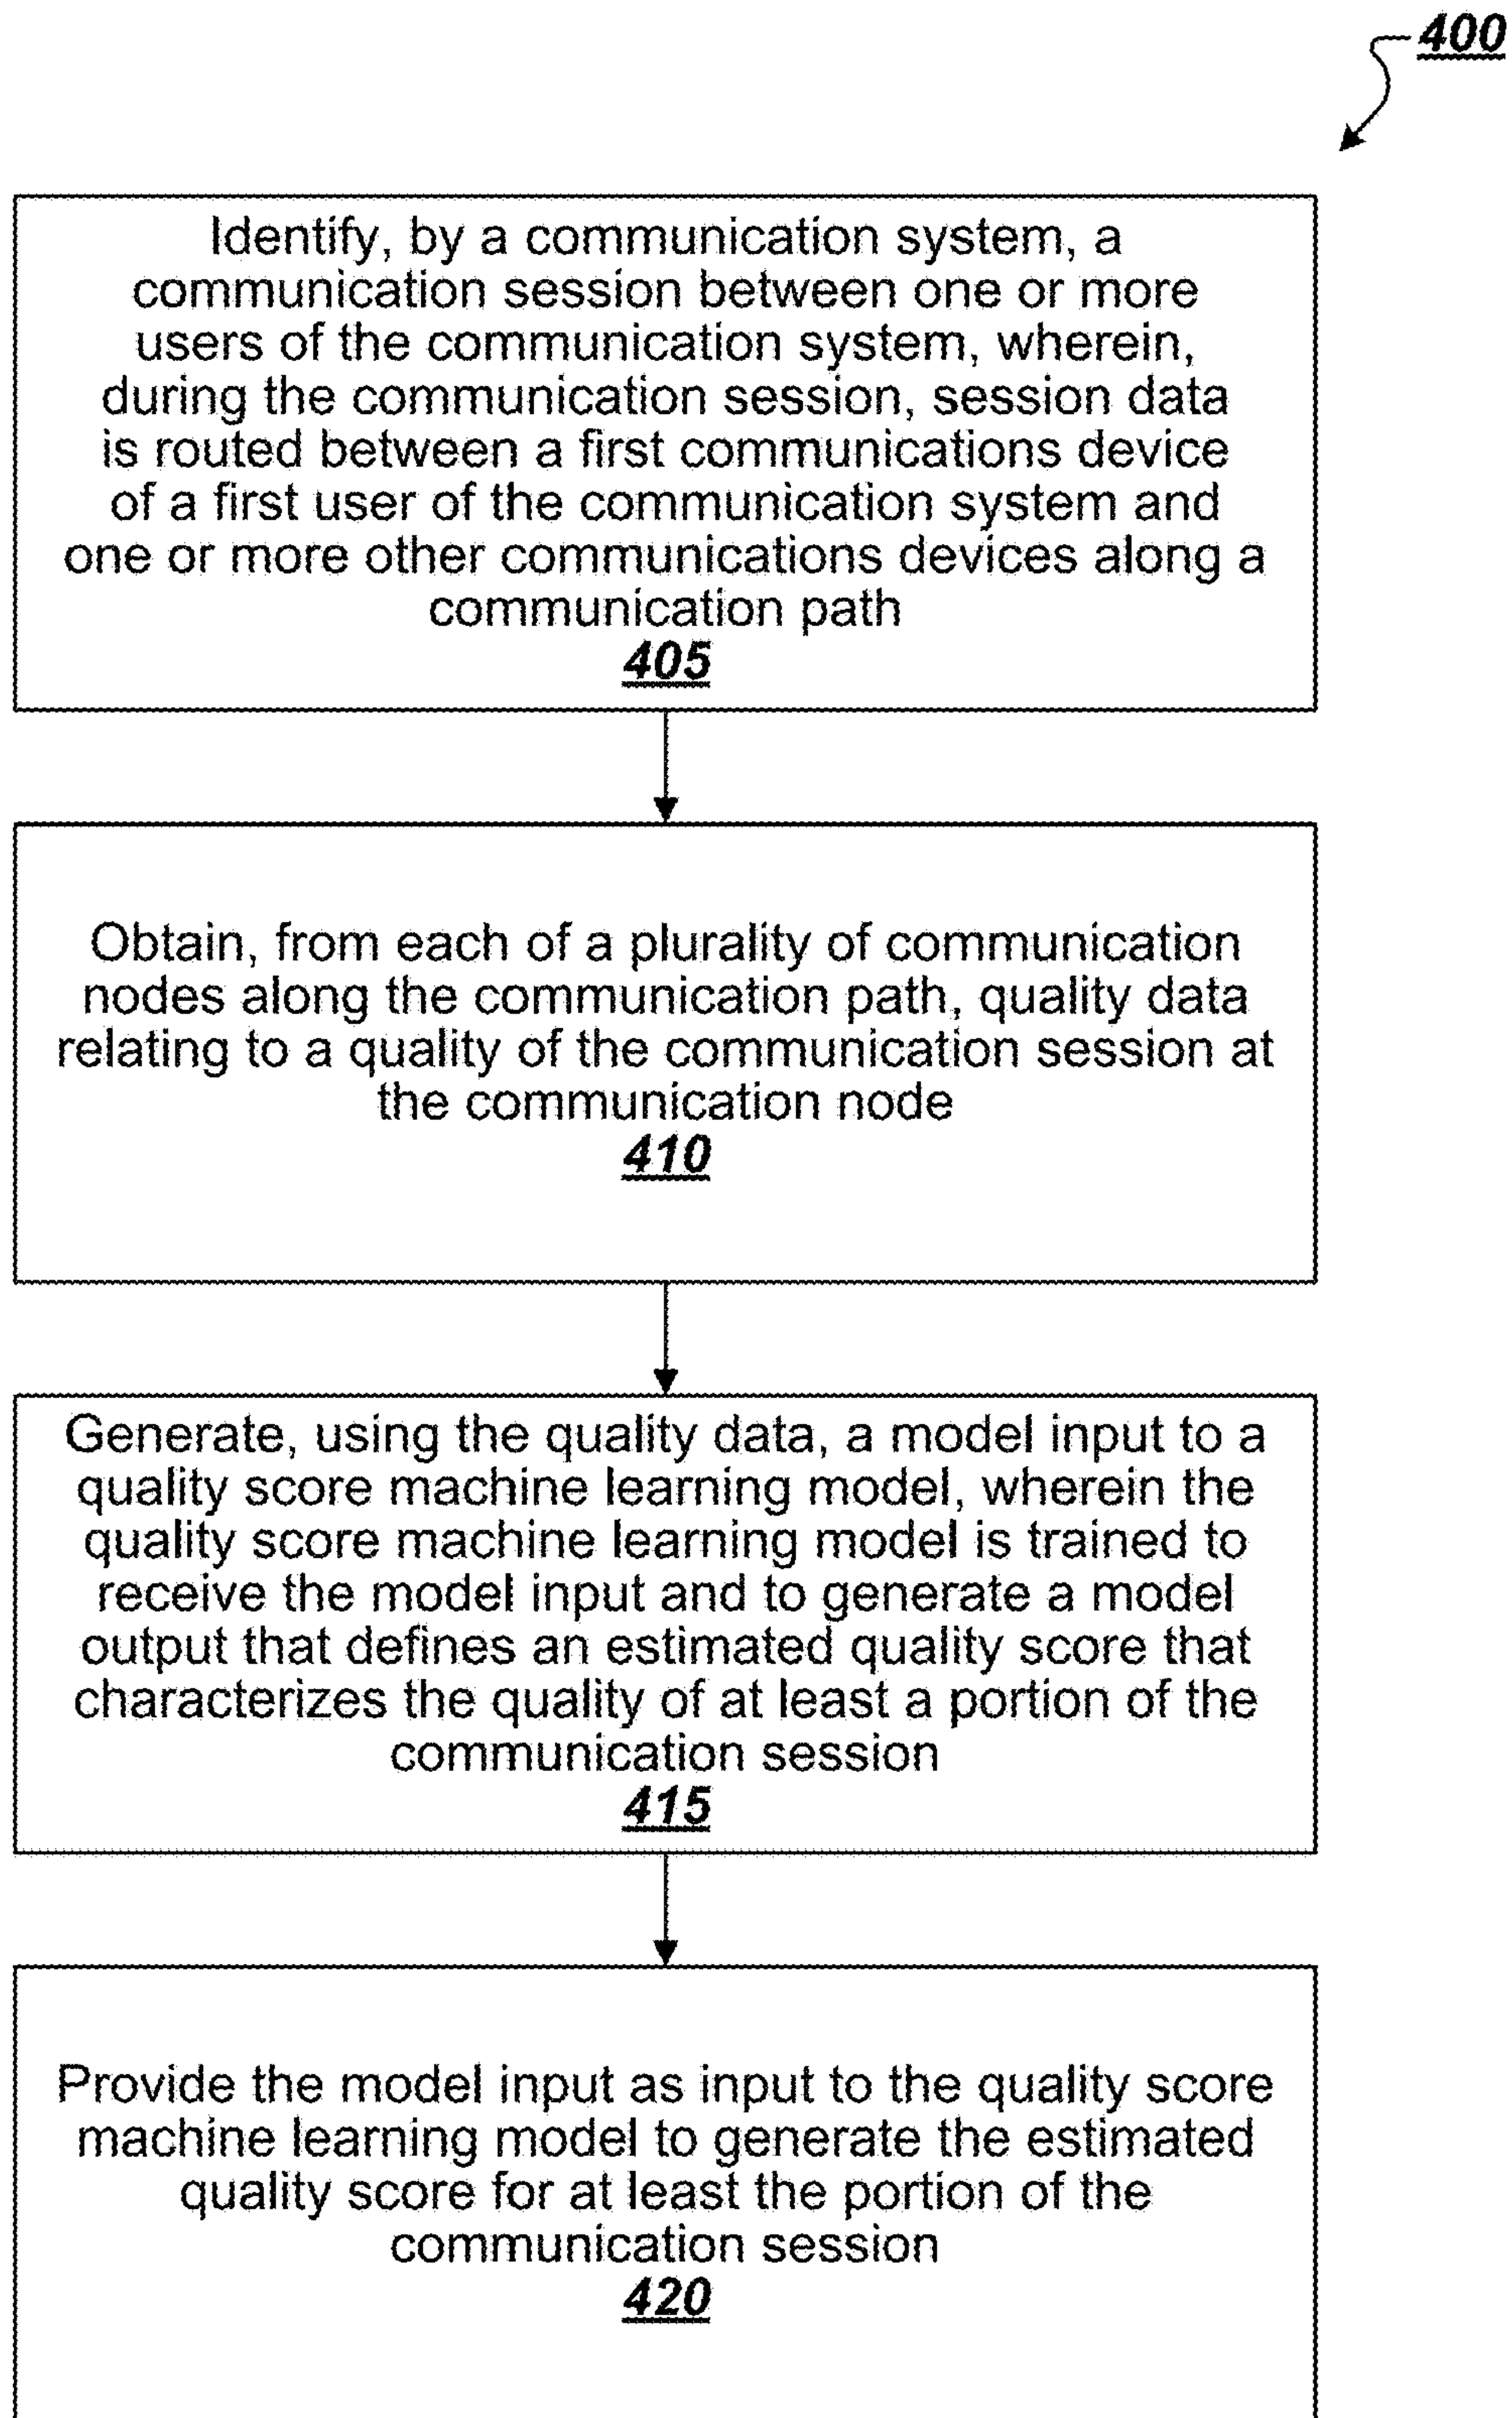 400
Identify, by a communication system, a
communication session between one or more
users of the communication system, wherein,
during the communication session, session data
is routed between a first communications device
of a first user of the communication system and
one or more other communications devices along a
communication path
405
Obtain, from each of a plurality of communication
nodes along the communication path, quality data
relating to a quality of the communication session at
the communication node
410
Generate, using the quality data, a model input to a
quality score machine learning model, wherein the
quality score machine learning model is trained to
receive the model input and to generate a model
output that defines an estimated quality score that
characterizes the quality of at least a portion of the
communication session
415
Provide the model input as input to the quality score
machine learning model to generate the estimated
quality score for at least the portion of the
communication session
420